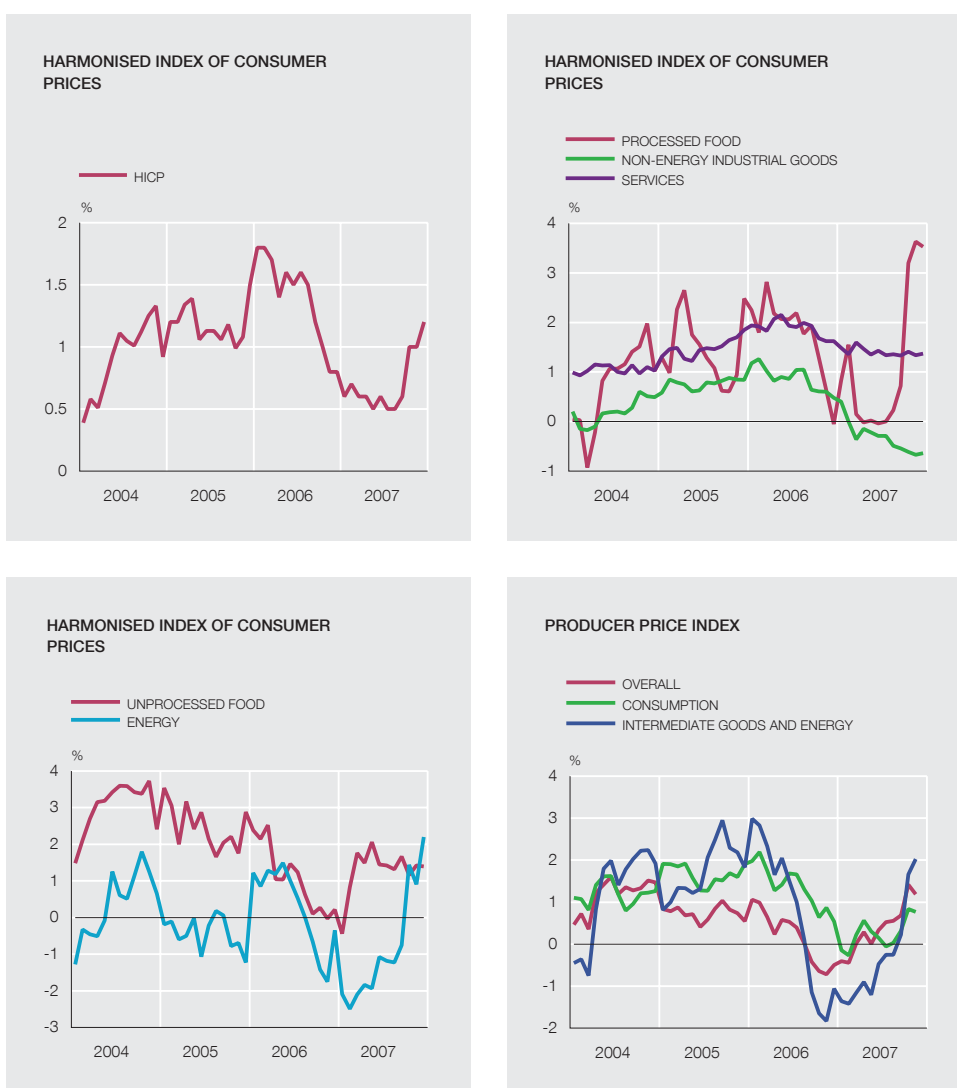 HARMONISED INDEX OF CONSUMER
PRICES
HICP
%
2
1.5
1
0.5
0
2004 2005 2006 2007
HARMONISED INDEX OF CONSUMER
PRICES
PROCESSED FOOD
NON-ENERGY INDUSTRIAL GOODS
SERVICES
%
4
3
2
1
0
-1
2004 2005 2006 2007
HARMONISED INDEX OF CONSUMER
PRICES
UNPROCESSED FOOD
ENERGY
%
4
3
2
1
0
-1
-2
-3
2004 2005 2006 2007
PRODUCER PRICE INDEX
OVERALL
CONSUMPTION
INTERMEDIATE GOODS AND ENERGY
%
4
3
2
1
0
-1
-2
2004 2005 2006 2007